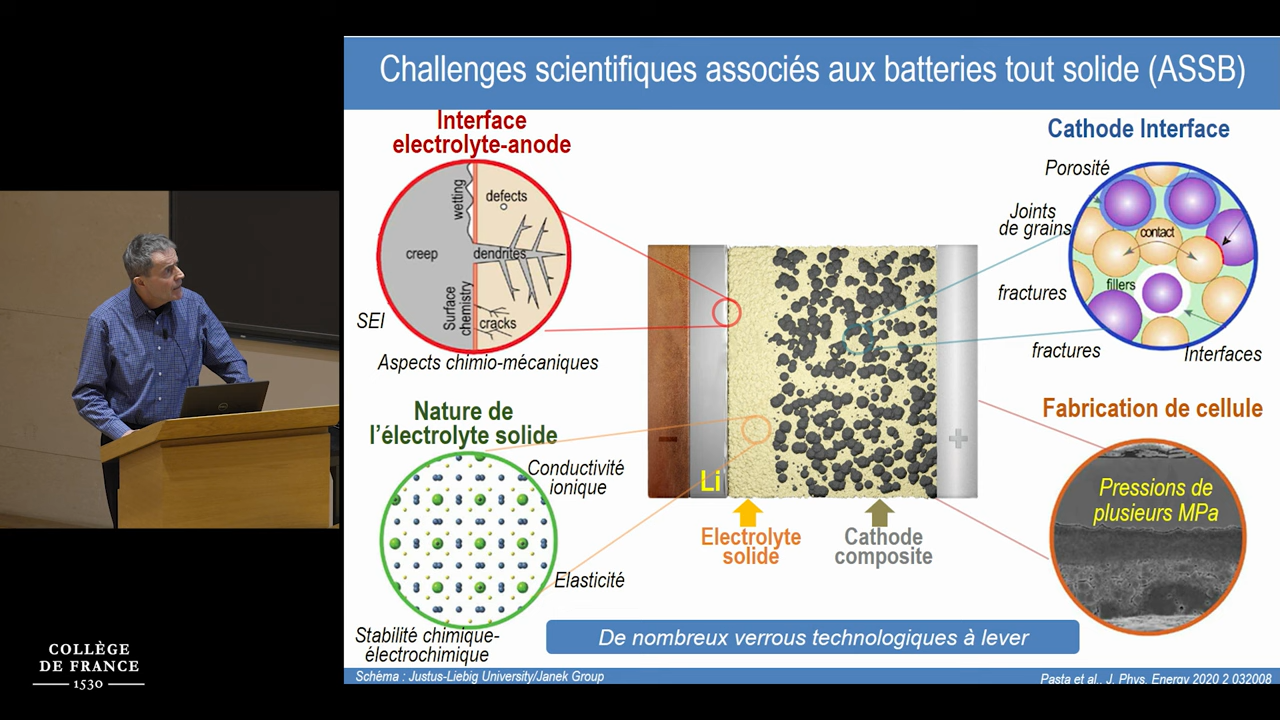 Challenges scientifiques associés aux batteries tout solide (ASSB)
Interface
electrolyte-anode
wetting
defects
creep
dendrites
Surface
chemistry
cracks
SEI
Aspects chimio-mécaniques
Cathode Interface
Porosité
Joints
de grains
contact
fractures
fillers
fractures
Interfaces
Nature de
l'électrolyte solide
Conductivité
ionique
Elasticité
Stabilité chimique-
électrochimique
-
Li
+
Electrolyte
solide
Cathode
composite
Fabrication de cellule
Pressions de
plusieurs MPa
De nombreux verrous technologiques à lever
Schéma : Justus-Liebig University/Janek Group
Pasta et al., J. Phys. Energy 2020 2 032008
COLLÈGE
DE FRANCE
1530